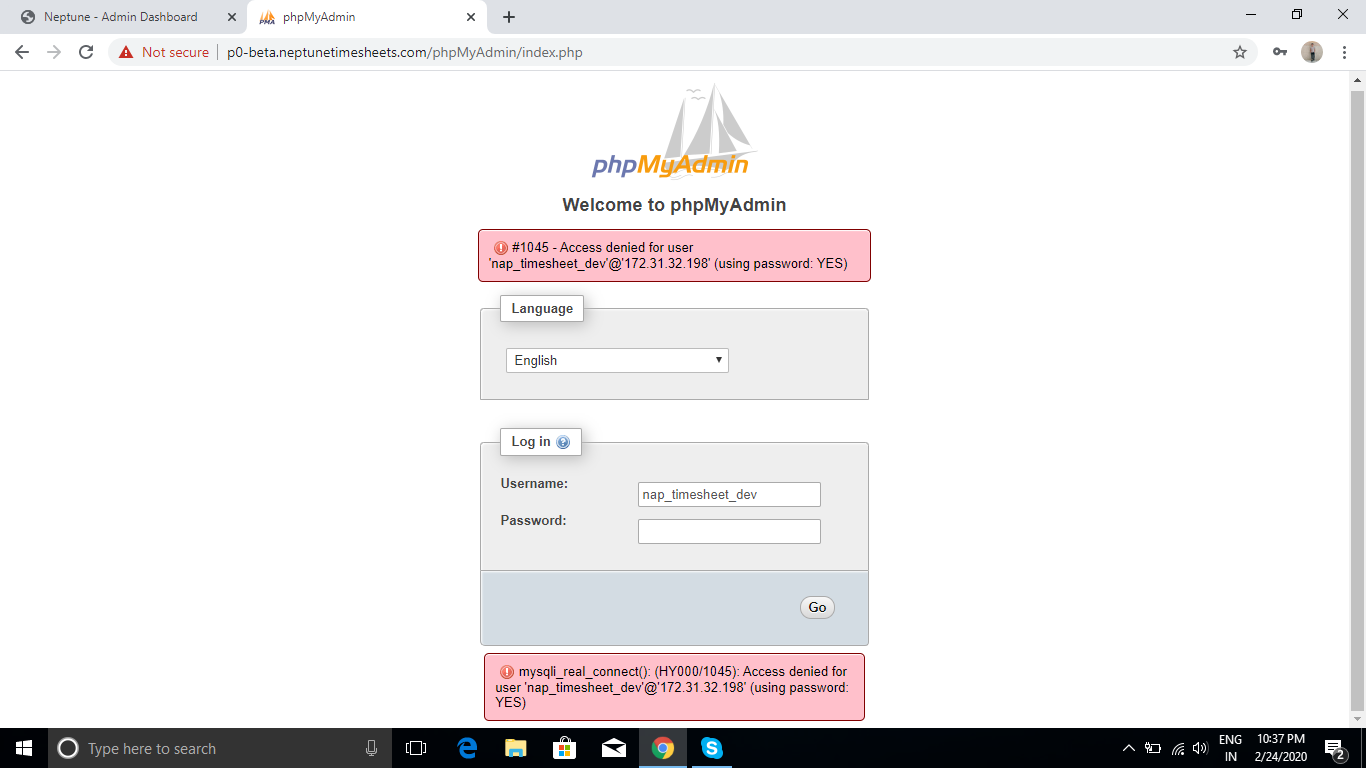 Neptune - Admin Dashboard
phpMyAdmin
Not secure
p0-beta.neptunetimesheets.com/phpMyAdmin/index.php
PMA
phpMyAdmin
Welcome to phpMyAdmin
#1045 - Access denied for user
'nap_timesheet_dev'@'172.31.32.198' (using password: YES)
Language
English
Log in
Username:
nap_timesheet_dev
Password:
Go
mysqli_real_connect(): (HY000/1045): Access denied for
user 'nap_timesheet_dev'@'172.31.32.198' (using password:
YES)
Type here to search
ENG
IN
10:37 PM
2/24/2020
2